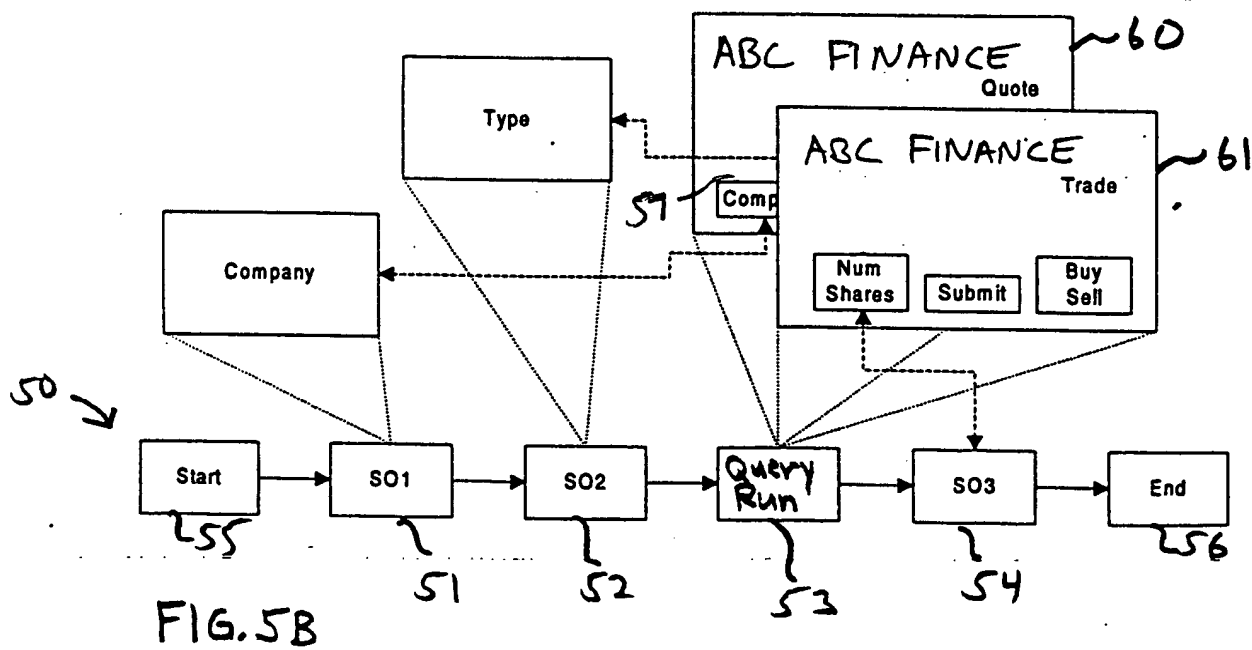 ABC FINANCE
60
Quote
Type
ABC FINANCE
61
Trade
57
Comp
Company
Num
Shares
Submit
Buy
Sell
50
Start
SO1
SO2
Query
Run
SO3
End
55
51
52
53
54
56
FIG. 5B